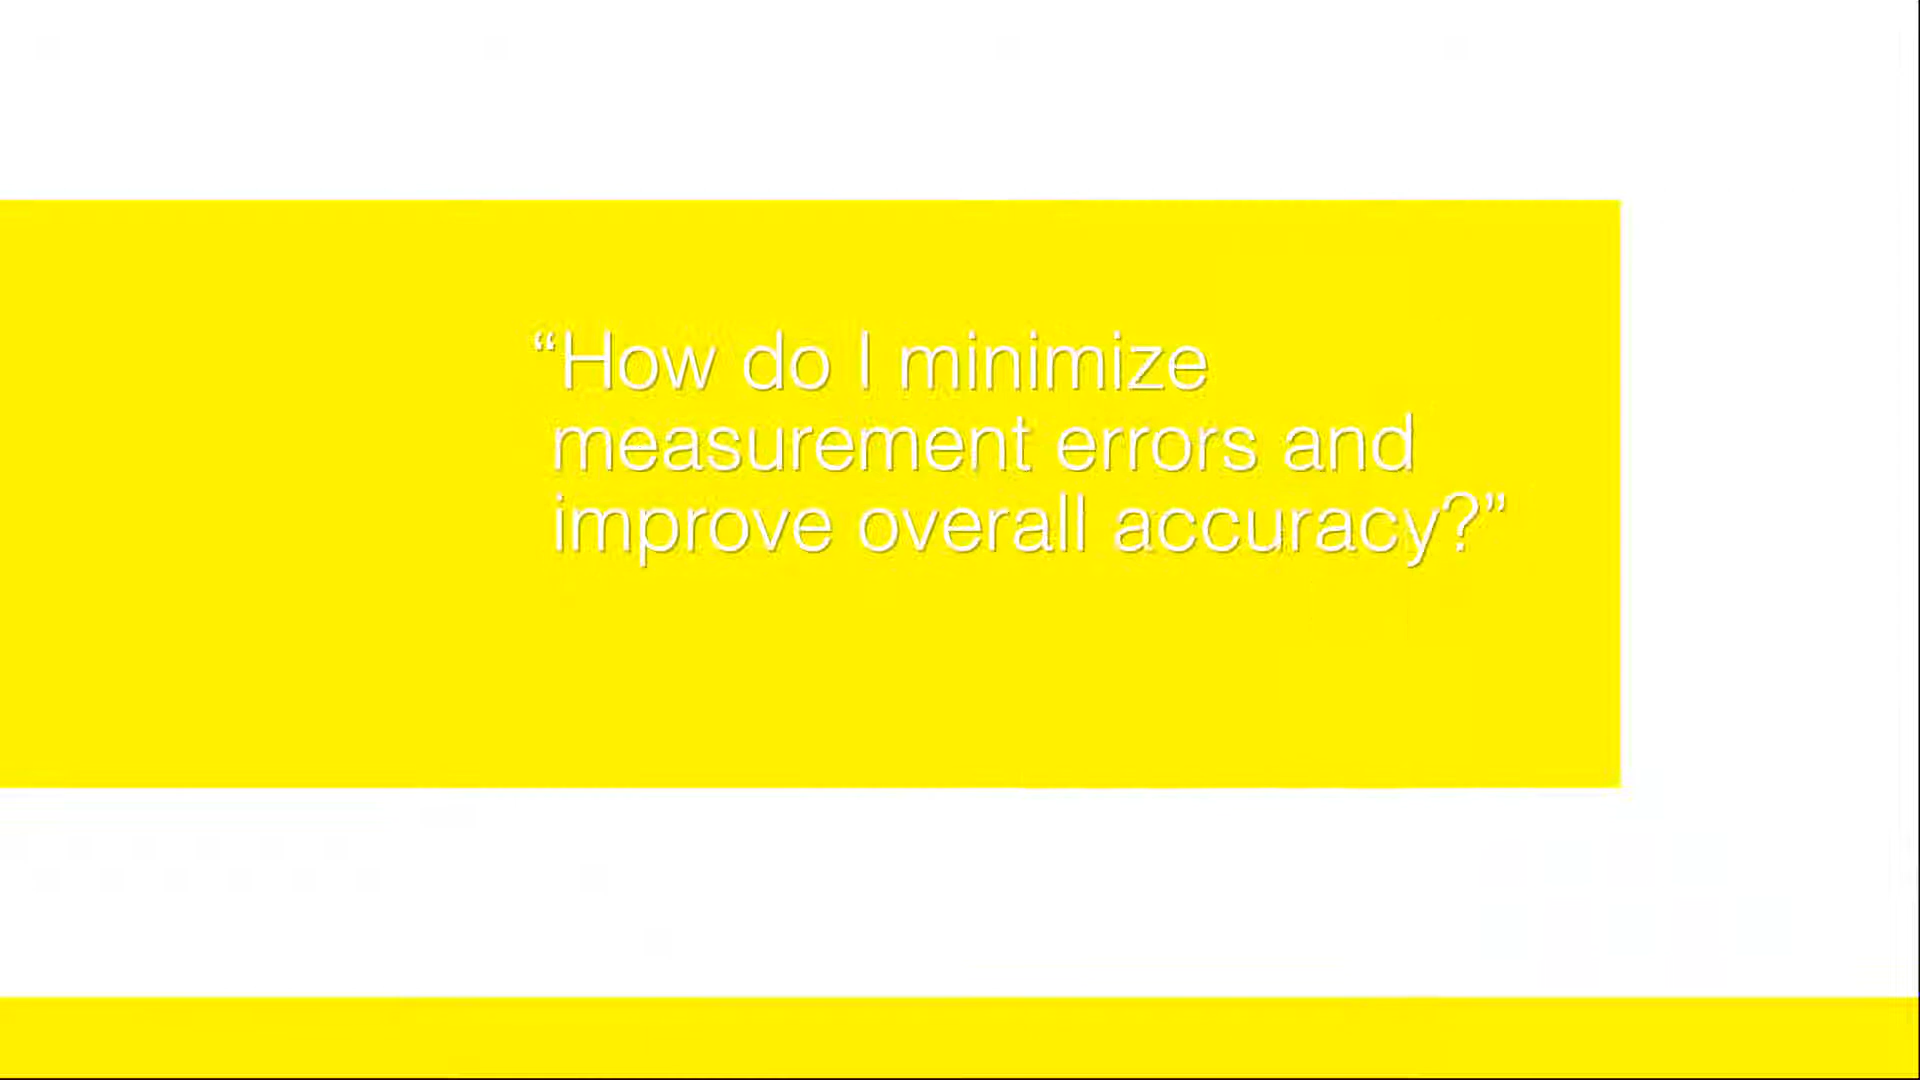 “How do I minimize
measurement errors and
improve overall accuracy?”